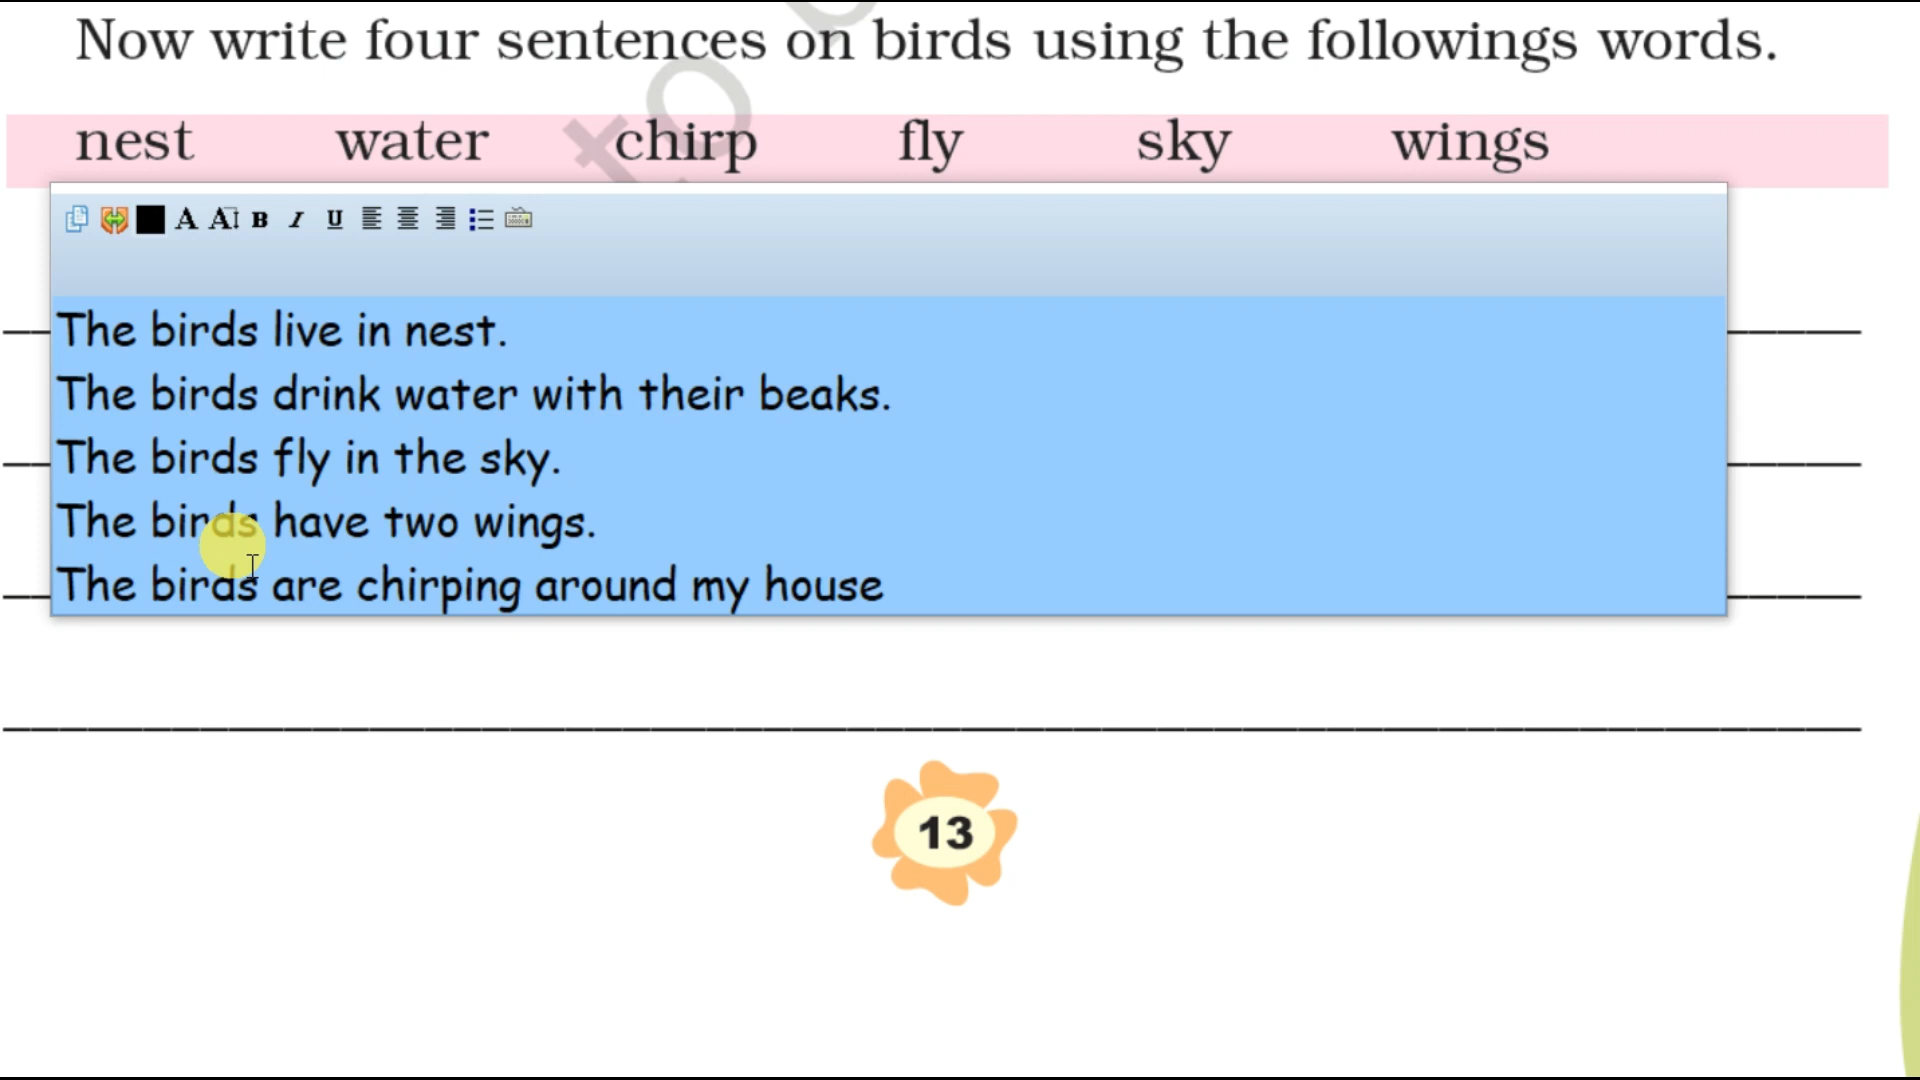 Now write four sentences on birds using the followings words.
nest water chirp fly sky wings
The birds live in nest.
The birds drink water with their beaks.
The birds fly in the sky.
The birds have two wings.
The birds are chirping around my house
13
to b